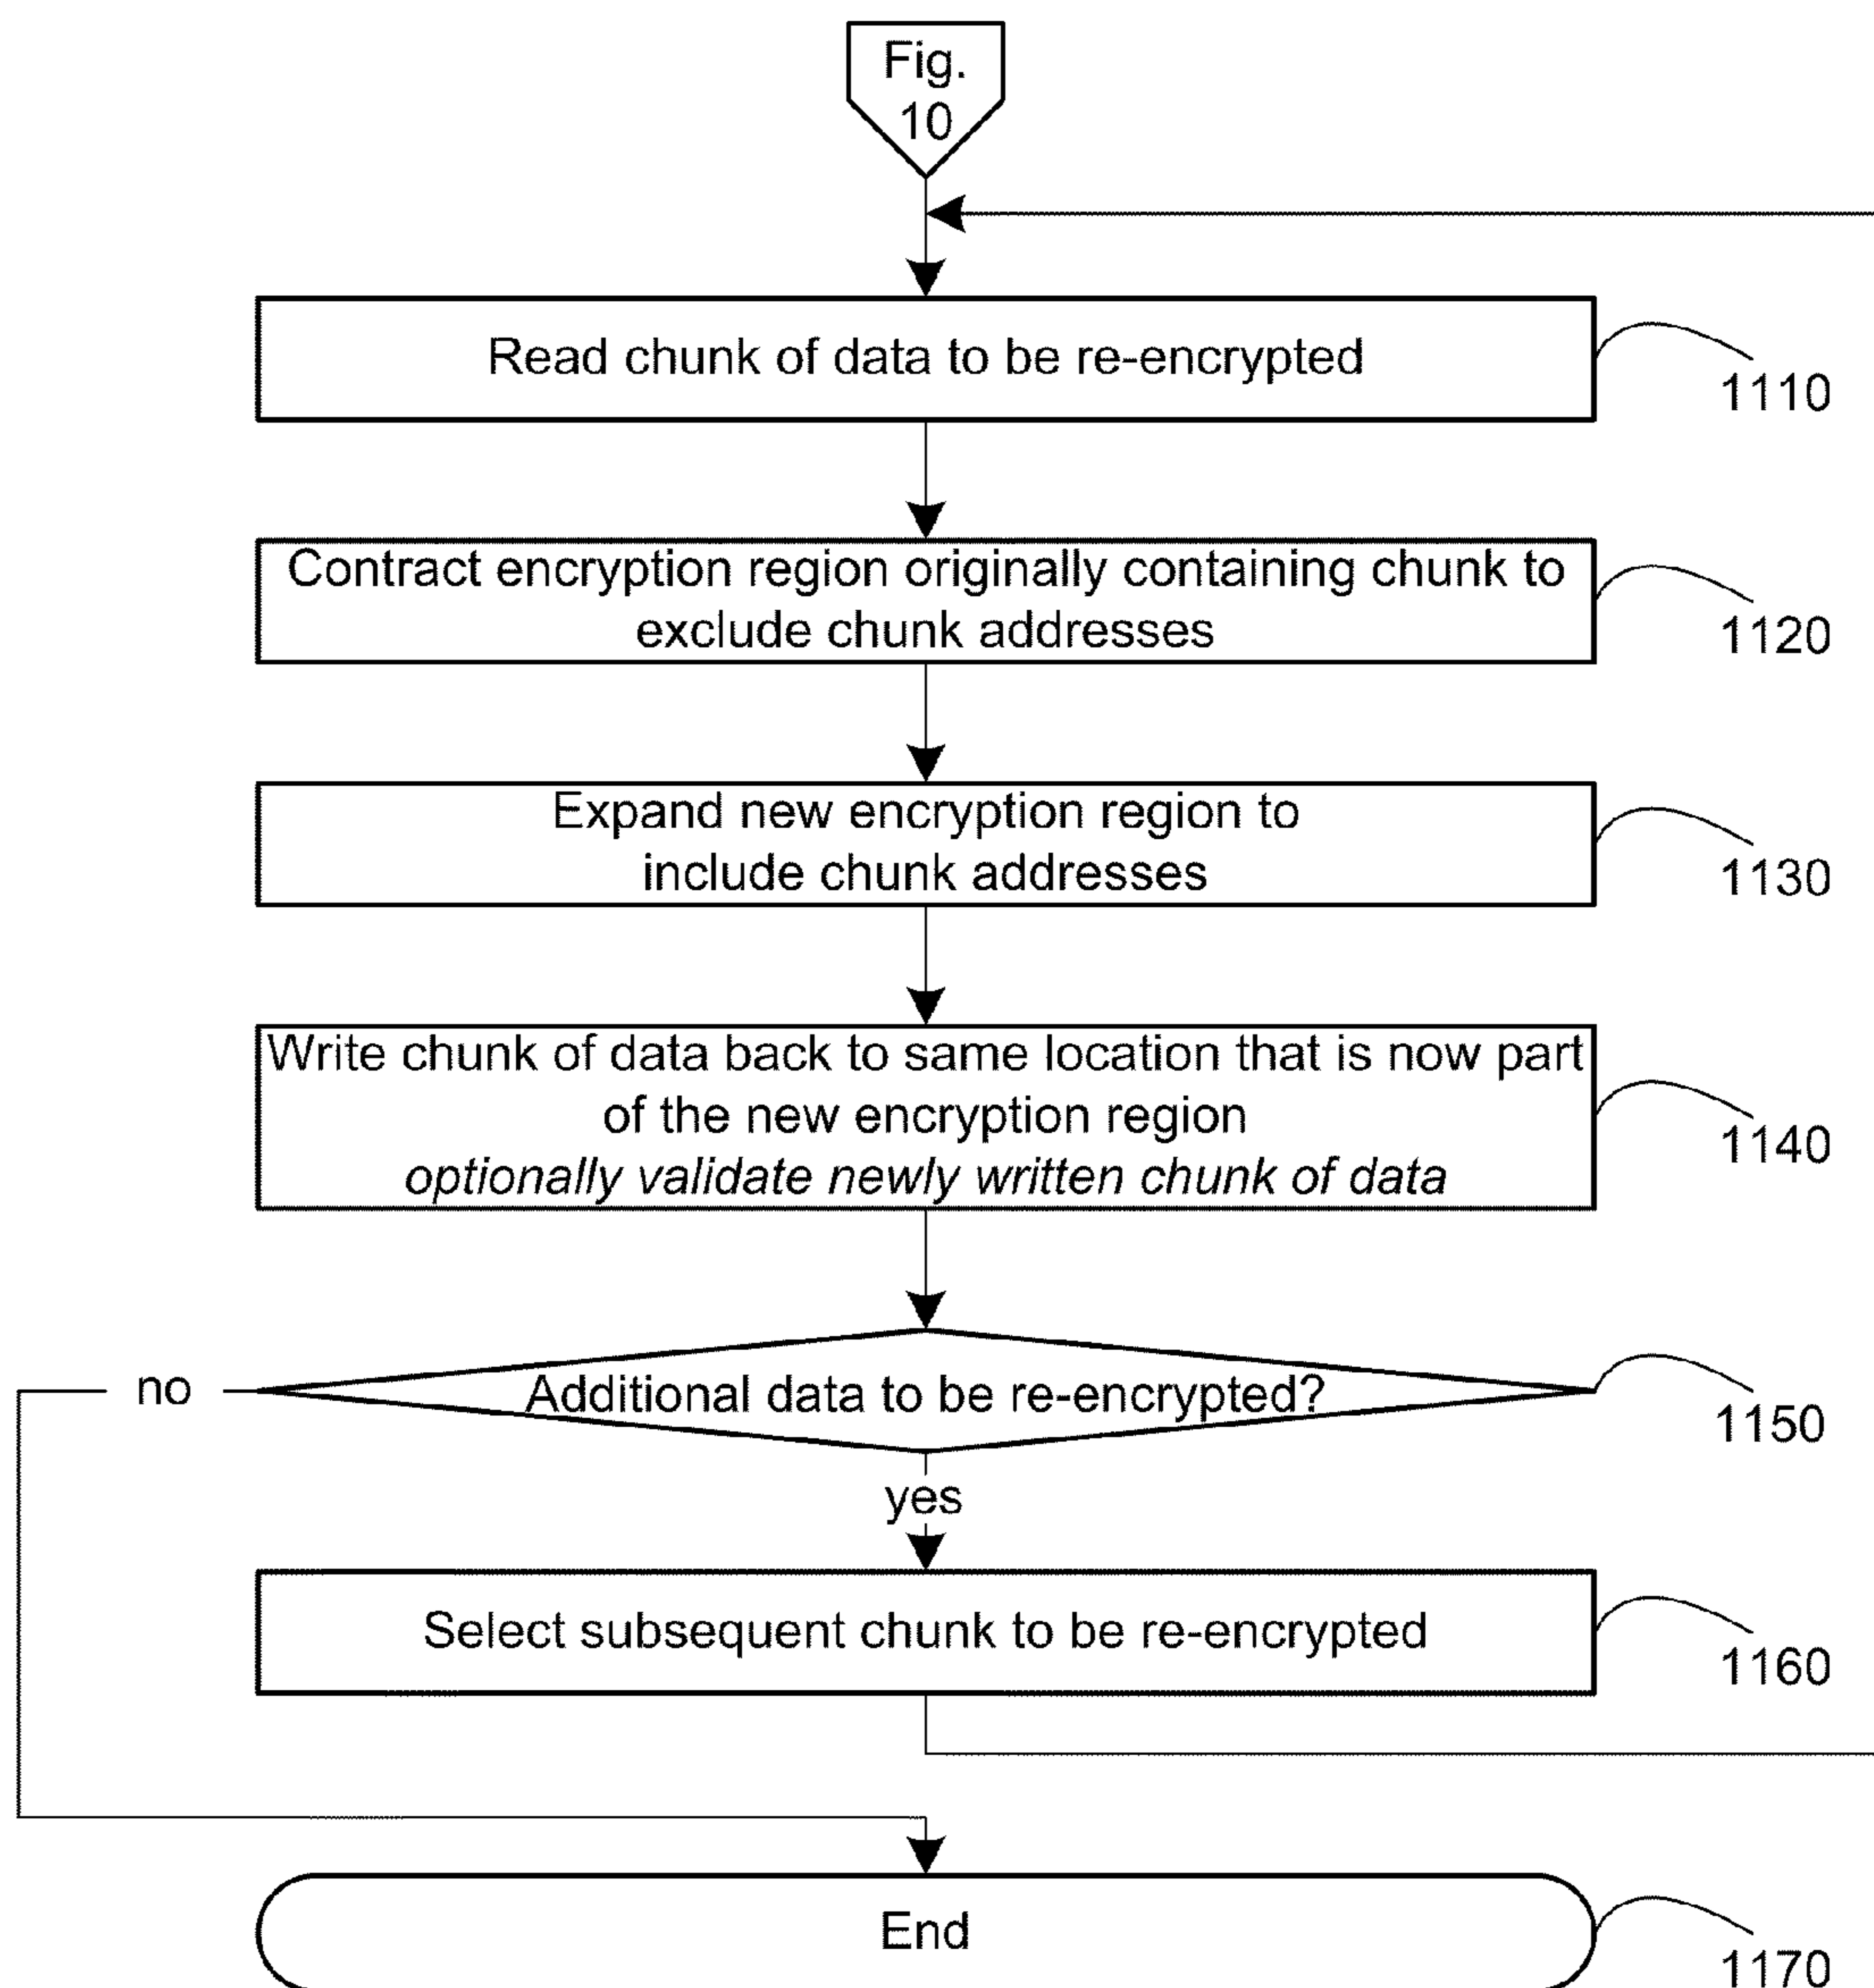 Fig.
10
Read chunk of data to be re-encrypted
1110
Contract encryption region originally containing chunk to
exclude chunk addresses
1120
Expand new encryption region to
include chunk addresses
1130
Write chunk of data back to same location that is now part
of the new encryption region
optionally validate newly written chunk of data
1140
no
Additional data to be re-encrypted?
1150
yes
Select subsequent chunk to be re-encrypted
1160
End
1170